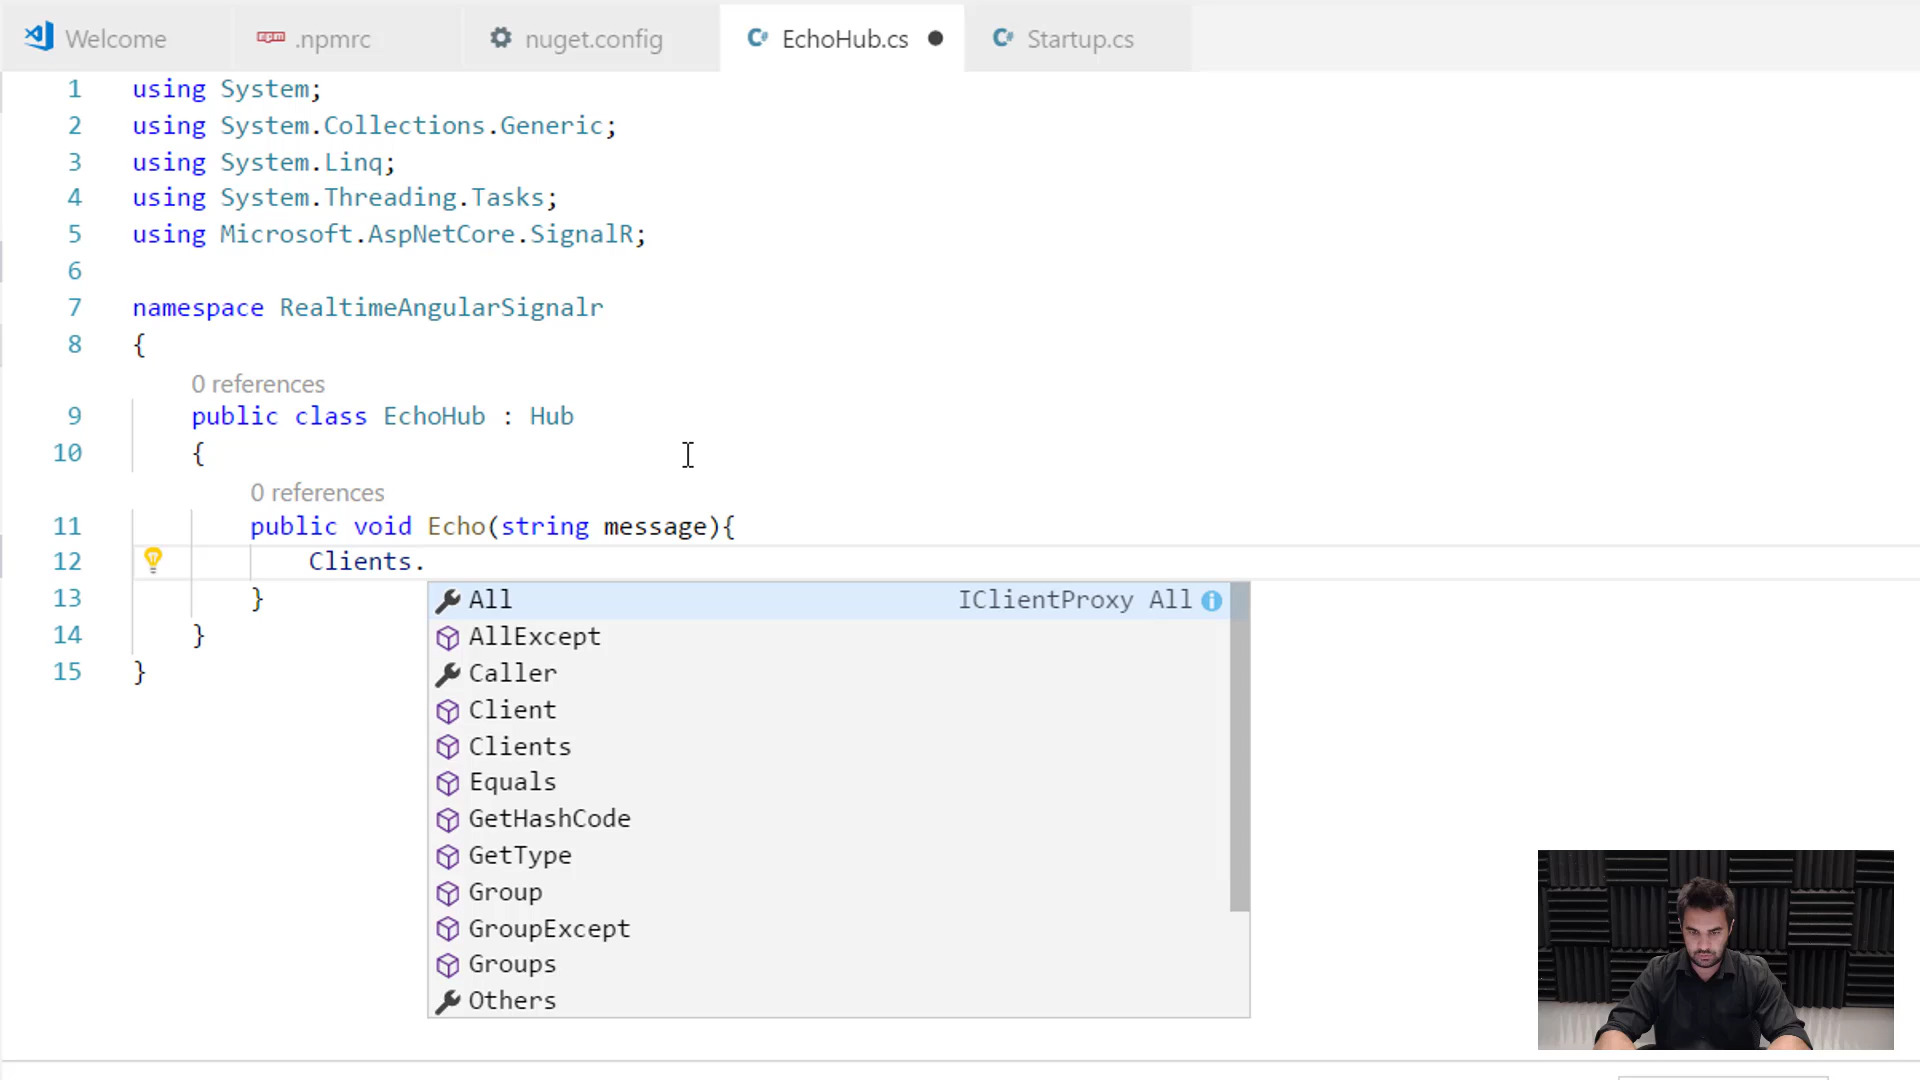 Welcome .npmrc nuget.config EchoHub.cs Startup.cs
1 using System;
2 using System.Collections.Generic;
3 using System.Linq;
4 using System.Threading.Tasks;
5 using Microsoft.AspNetCore.SignalR;
6
7 namespace RealtimeAngularSignalr
8 {
0 references
9 public class EchoHub : Hub
10 {
0 references
11 public void Echo(string message){
12 Clients.
13 }
14 }
15 }
All IClientProxy All
AllExcept
Caller
Client
Clients
Equals
GetHashCode
GetType
Group
GroupExcept
Groups
Others